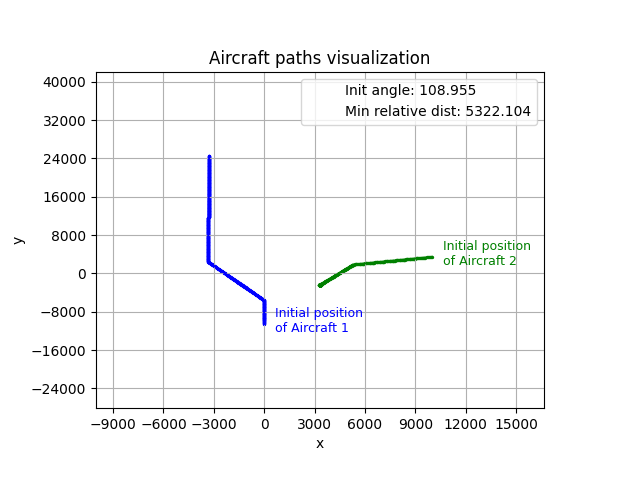 Aircraft paths visualization
Init angle: 108.955
Min relative dist: 5322.104
40000
32000
24000
16000
8000
0
−8000
−16000
−24000
y
Initial position
of Aircraft 2
Initial position
of Aircraft 1
−9000 −6000 −3000 0 3000 6000 9000 12000 15000
x